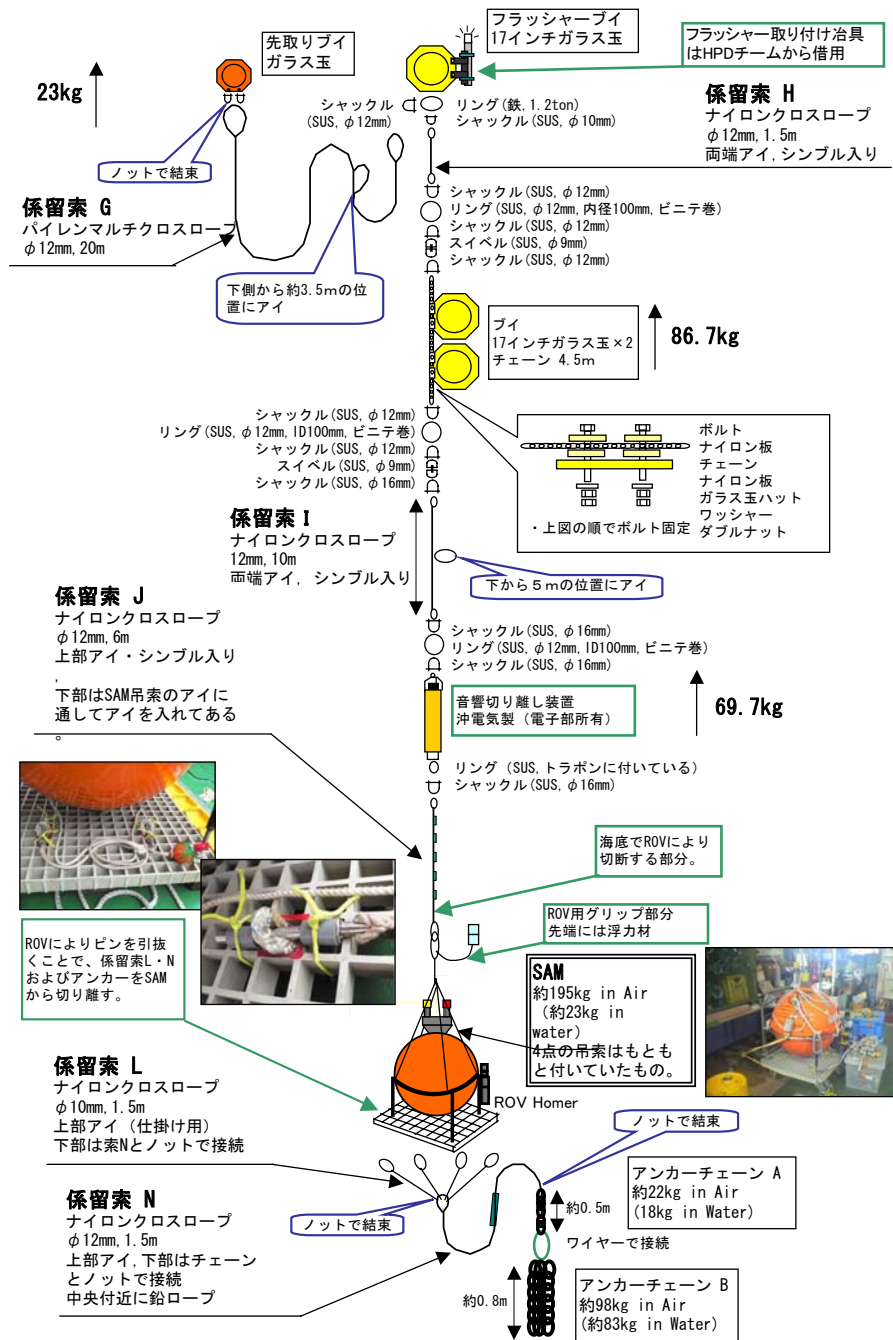 先取りブイ
ガラス玉
フラッシャーブイ
17インチガラス玉
フラッシャー取り付け冶具
はHPDチームから借用
23kg
シャックル
(SUS, φ12mm)
リング(鉄, 1.2ton)
シャックル(SUS, φ10mm)
係留索 H
ナイロンクロスロープ
φ12mm, 1.5m
両端アイ, シンブル入り
ノットで結束
係留索 G
パイレンマルチクロスロープ
φ12mm, 20m
シャックル(SUS, φ12mm)
リング(SUS, φ12mm, 内径100mm, ビニテ巻)
シャックル(SUS, φ12mm)
スイベル(SUS, φ9mm)
シャックル(SUS, φ12mm)
下側から約3.5mの位
置にアイ
ブイ
17インチガラス玉×2
チェーン 4.5m
86.7kg
シャックル(SUS, φ12mm)
リング(SUS, φ12mm, ID100mm, ビニテ巻)
シャックル(SUS, φ12mm)
スイベル(SUS, φ9mm)
シャックル(SUS, φ16mm)
ボルト
ナイロン板
チェーン
ナイロン板
ガラス玉ハット
ワッシャー
ダブルナット
・上図の順でボルト固定
係留索 I
ナイロンクロスロープ
12mm, 10m
両端アイ, シンブル入り
下から5mの位置にアイ
係留索 J
ナイロンクロスロープ
φ12mm, 6m
上部アイ・シンブル入り
,
下部はSAM吊索のアイに
通してアイを入れてある
。
シャックル(SUS, φ16mm)
リング(SUS, φ12mm, ID100mm, ビニテ巻)
シャックル(SUS, φ16mm)
音響切り離し装置
沖電気製（電子部所有）
69.7kg
リング（SUS, トラポンに付いている）
シャックル(SUS, φ16mm)
海底でROVにより
切断する部分。
ROV用グリップ部分
先端には浮力材
ROVによりピンを引抜
くことで、係留索L・N
およびアンカーをSAM
から切り離す。
SAM
約195kg in Air
（約23kg in
water）
4点の吊索はもともと
付いていたもの。
ROV Homer
係留索 L
ナイロンクロスロープ
φ10mm, 1.5m
上部アイ（仕掛け用）
下部は索Nとノットで接続
ノットで結束
係留索 N
ナイロンクロスロープ
φ12mm, 1.5m
上部アイ, 下部はチェーン
とノットで接続
中央付近に鉛ロープ
ノットで結束
アンカーチェーン A
約22kg in Air
(18kg in Water)
約0.5m
ワイヤーで接続
約0.8m
アンカーチェーン B
約98kg in Air
(約83kg in Water)